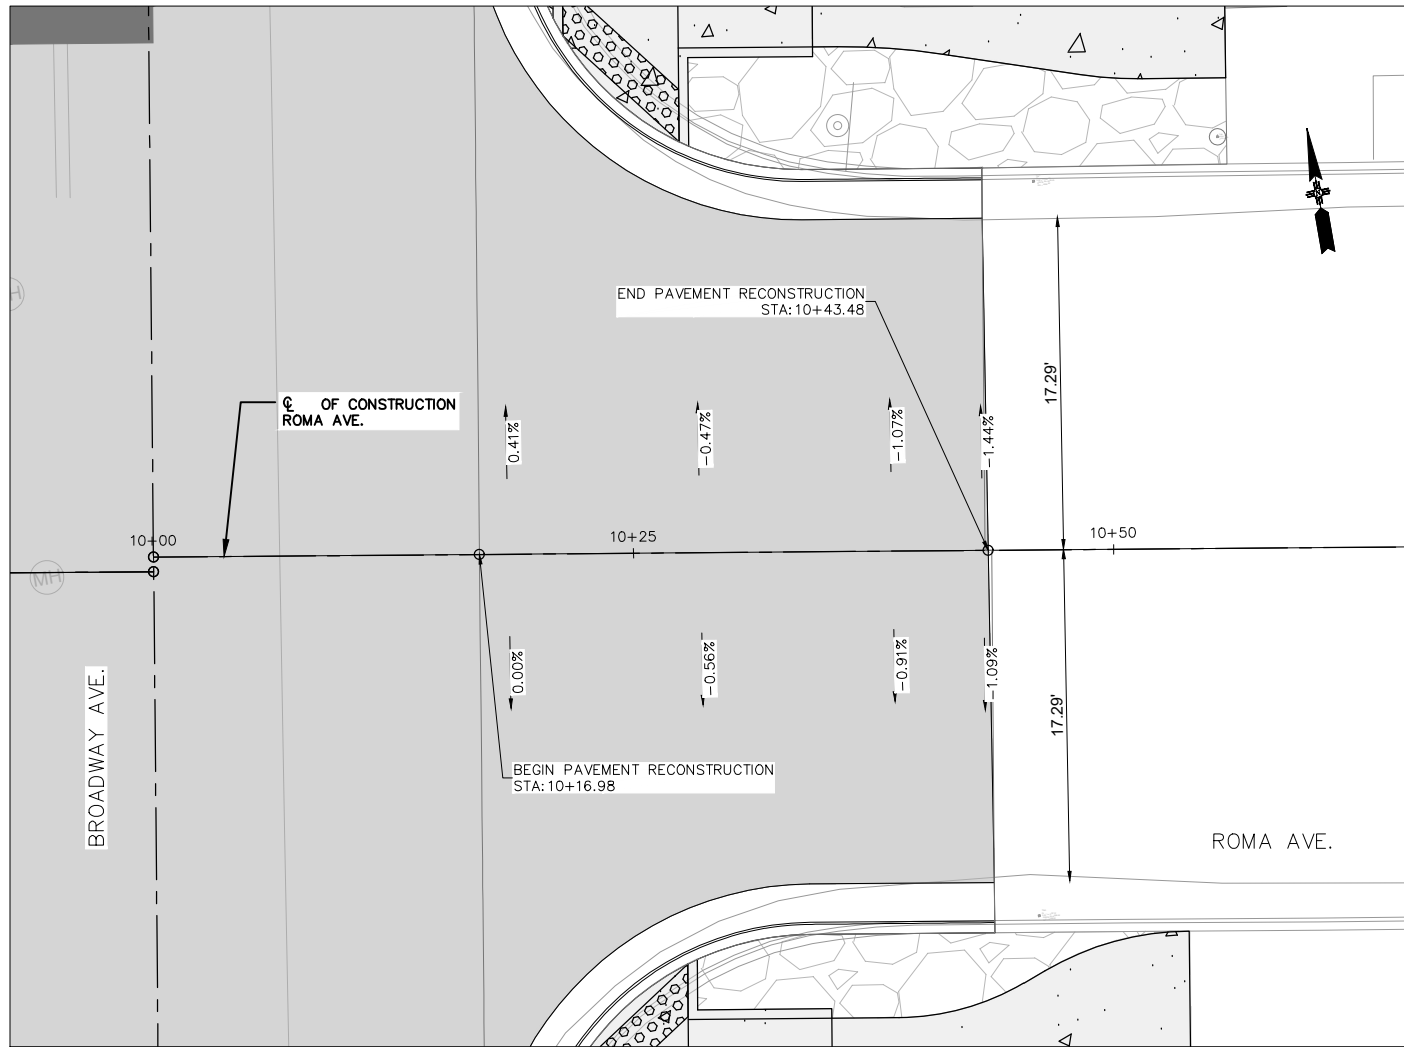 END PAVEMENT RECONSTRUCTION
STA:10+43.48
℄ OF CONSTRUCTION
ROMA AVE.
17.29'
0.41%
-0.47%
-1.07%
-1.44%
10+00
10+25
10+50
MH
0.00%
-0.56%
-0.91%
-1.09%
17.29'
BROADWAY AVE.
BEGIN PAVEMENT RECONSTRUCTION
STA:10+16.98
ROMA AVE.